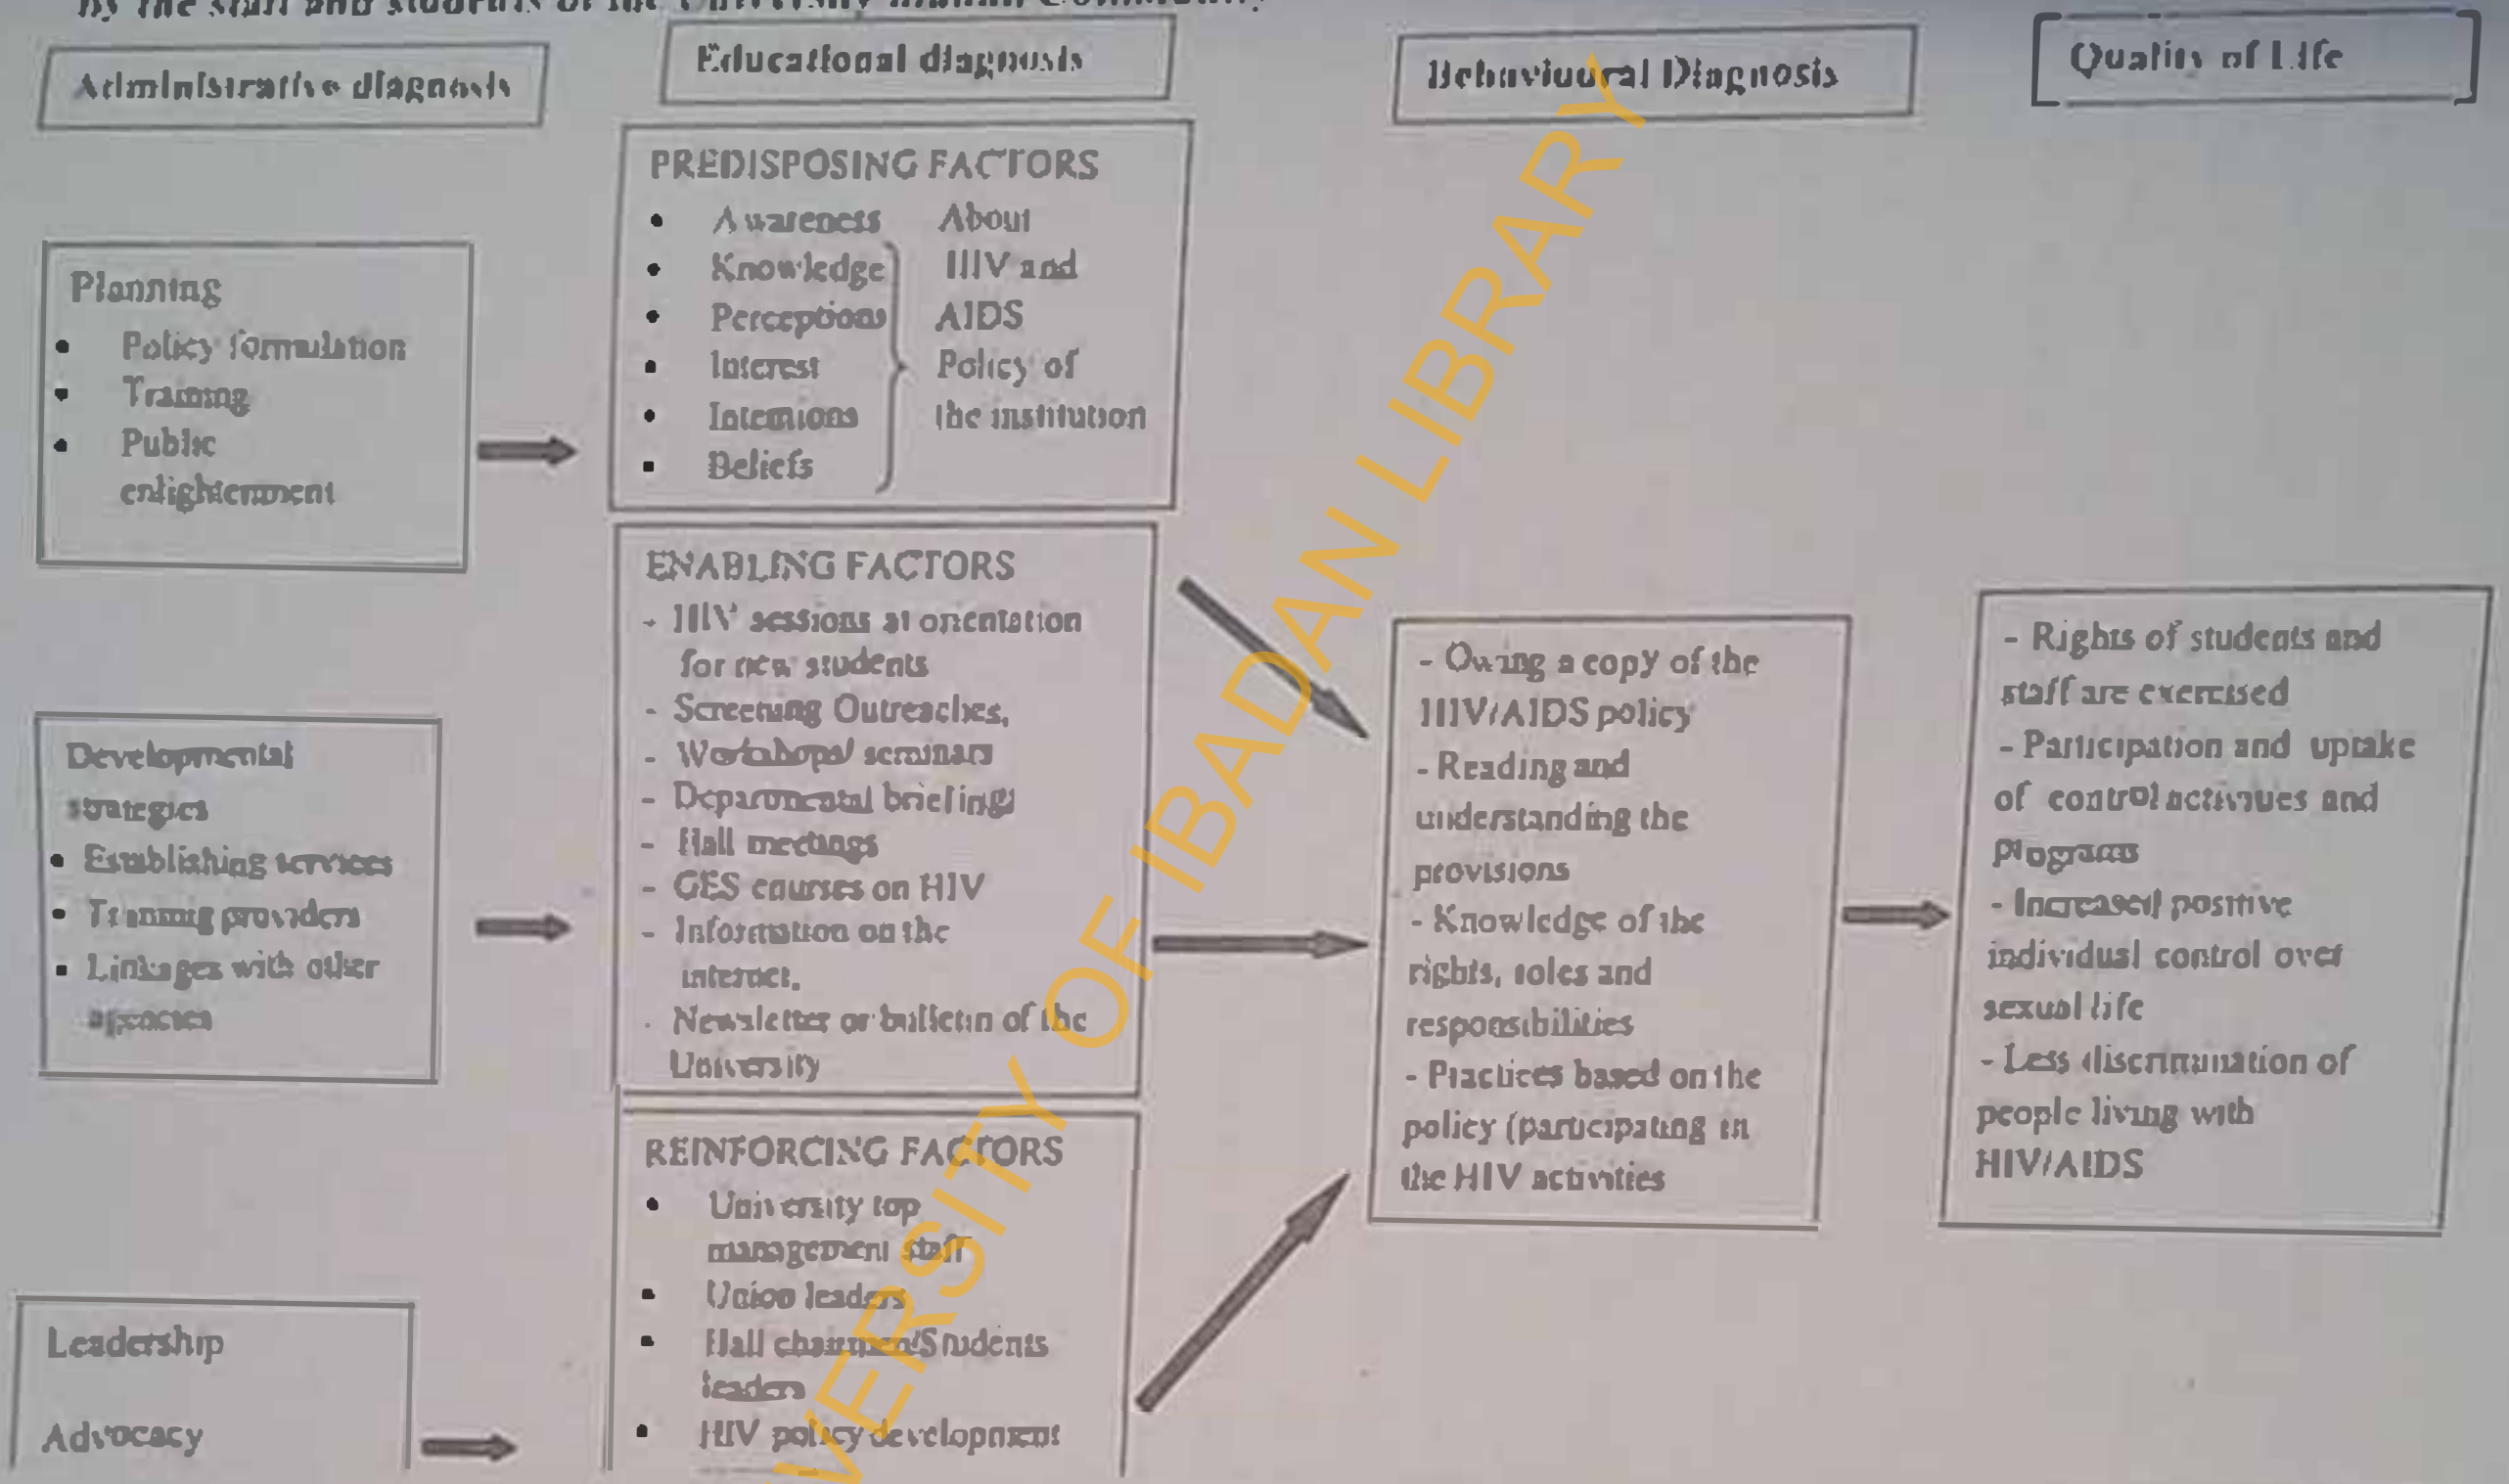 by the staff and students of the University
Administrative diagnosis
Educational diagnosis
Behavioural Diagnosis
Quality of Life
Planning
• Policy formulation
• Training
• Public
enlightenment
Developmental
strategies
• Establishing services
• Training providers
• Linkages with other
agencies
Leadership
Advocacy
PREDISPOSING FACTORS
• Awareness About
• Knowledge HIV and
• Perceptions AIDS
• Interest Policy of
• Intentions the institution
• Beliefs
ENABLING FACTORS
- HIV sessions at orientation
for new students
- Screening Outreaches,
- Workshops/ seminars
- Departmental briefings
- Hall meetings
- GES courses on HIV
- Information on the
internet,
- Newsletter or bulletin of the
University
REINFORCING FACTORS
• University top
management staff
• Union leaders
• Hall chairmen/Students
leaders
• HIV policy development
- Owing a copy of the
HIV/AIDS policy
- Reading and
understanding the
provisions
- Knowledge of the
rights, roles and
responsibilities
- Practices based on the
policy (participating in
the HIV activities
- Rights of students and
staff are exercised
- Participation and uptake
of control activities and
Programs
- Increased positive
individual control over
sexual life
- Less discrimination of
people living with
HIV/AIDS
VERSITY OF IBADAN LIBRARY